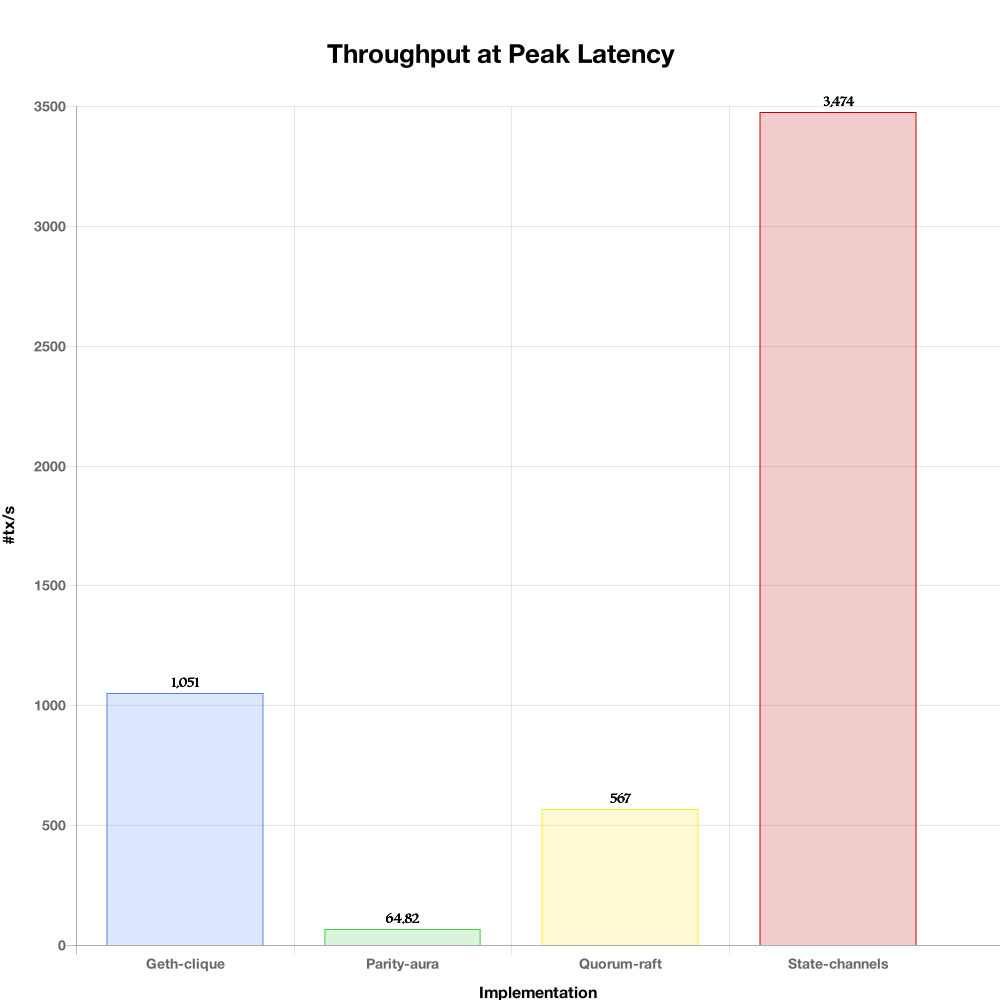 Throughput at Peak Latency
3500
3000
2500
2000
1500
1000
500
0
#tx/s
1,051
64.82
567
3,474
Geth-clique
Parity-aura
Quorum-raft
State-channels
Implementation